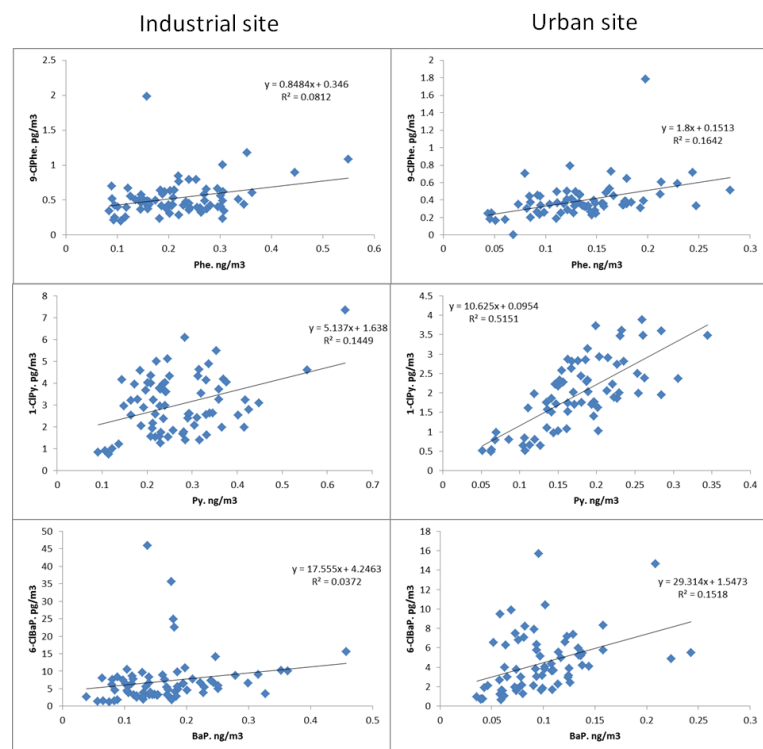 Industrial site Urban site
2.5
2
1.5
1
0.5
0
0 0.1 0.2 0.3 0.4 0.5 0.6
9-ClPhe. pg/m3
Phe. ng/m3
y = 0.8484x + 0.346
R² = 0.0812
2
1.8
1.6
1.4
1.2
1
0.8
0.6
0.4
0.2
0
0 0.05 0.1 0.15 0.2 0.25 0.3
9-ClPhe. pg/m3
Phe. ng/m3
y = 1.8x + 0.1513
R² = 0.1642
8
7
6
5
4
3
2
1
0
0 0.1 0.2 0.3 0.4 0.5 0.6 0.7
1-ClPy. pg/m3
Py. ng/m3
y = 5.137x + 1.638
R² = 0.1449
4.5
4
3.5
3
2.5
2
1.5
1
0.5
0
0 0.05 0.1 0.15 0.2 0.25 0.3 0.35 0.4
1-ClPy. pg/m3
Py. ng/m3
y = 10.625x + 0.0954
R² = 0.5151
50
45
40
35
30
25
20
15
10
5
0
0 0.1 0.2 0.3 0.4 0.5
6-ClBaP. pg/m3
BaP. ng/m3
y = 17.555x + 4.2463
R² = 0.0372
18
16
14
12
10
8
6
4
2
0
0 0.05 0.1 0.15 0.2 0.25 0.3
6-ClBaP. pg/m3
BaP. ng/m3
y = 29.314x + 1.5473
R² = 0.1518